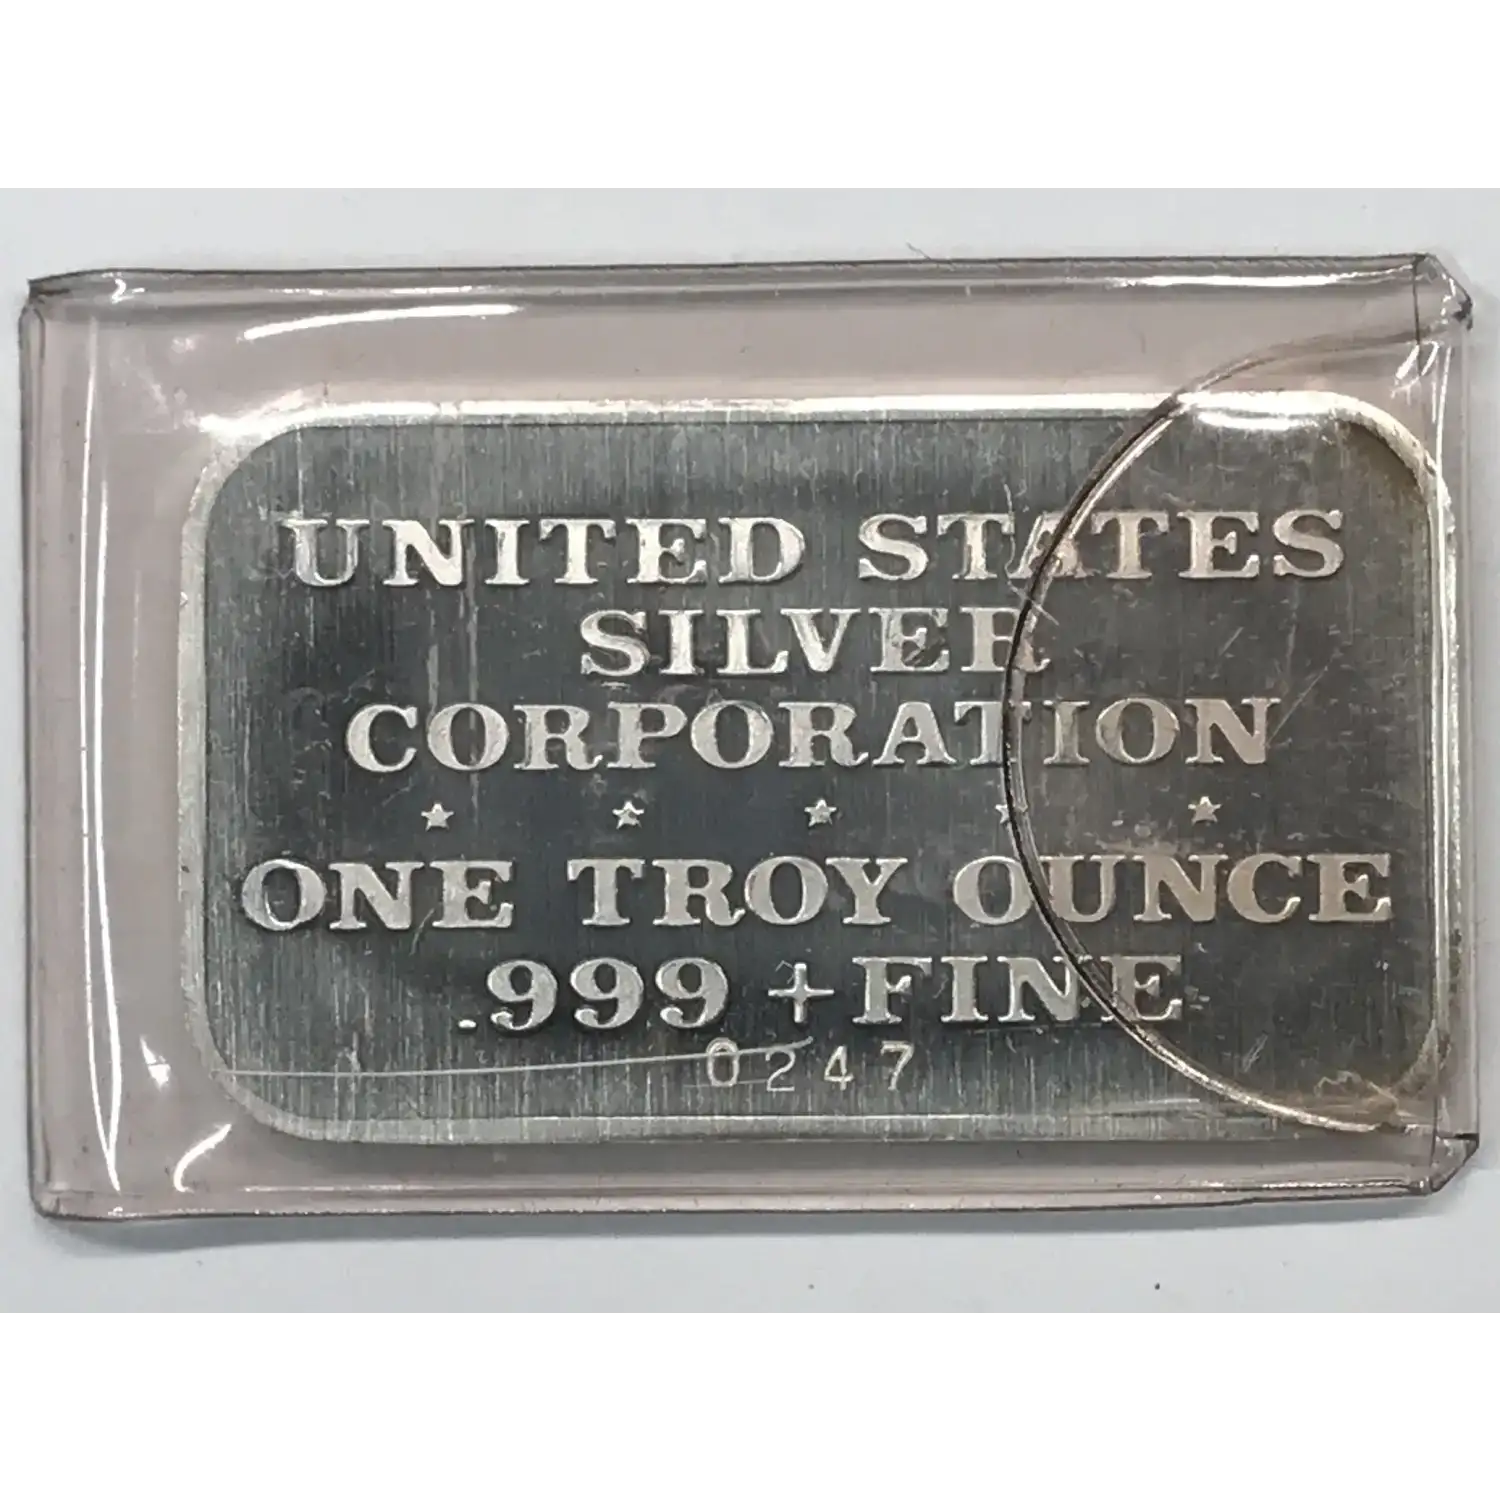 UNITED STATES
SILVER
CORPORATION
ONE TROY OUNCE
.999 + FINE
0247